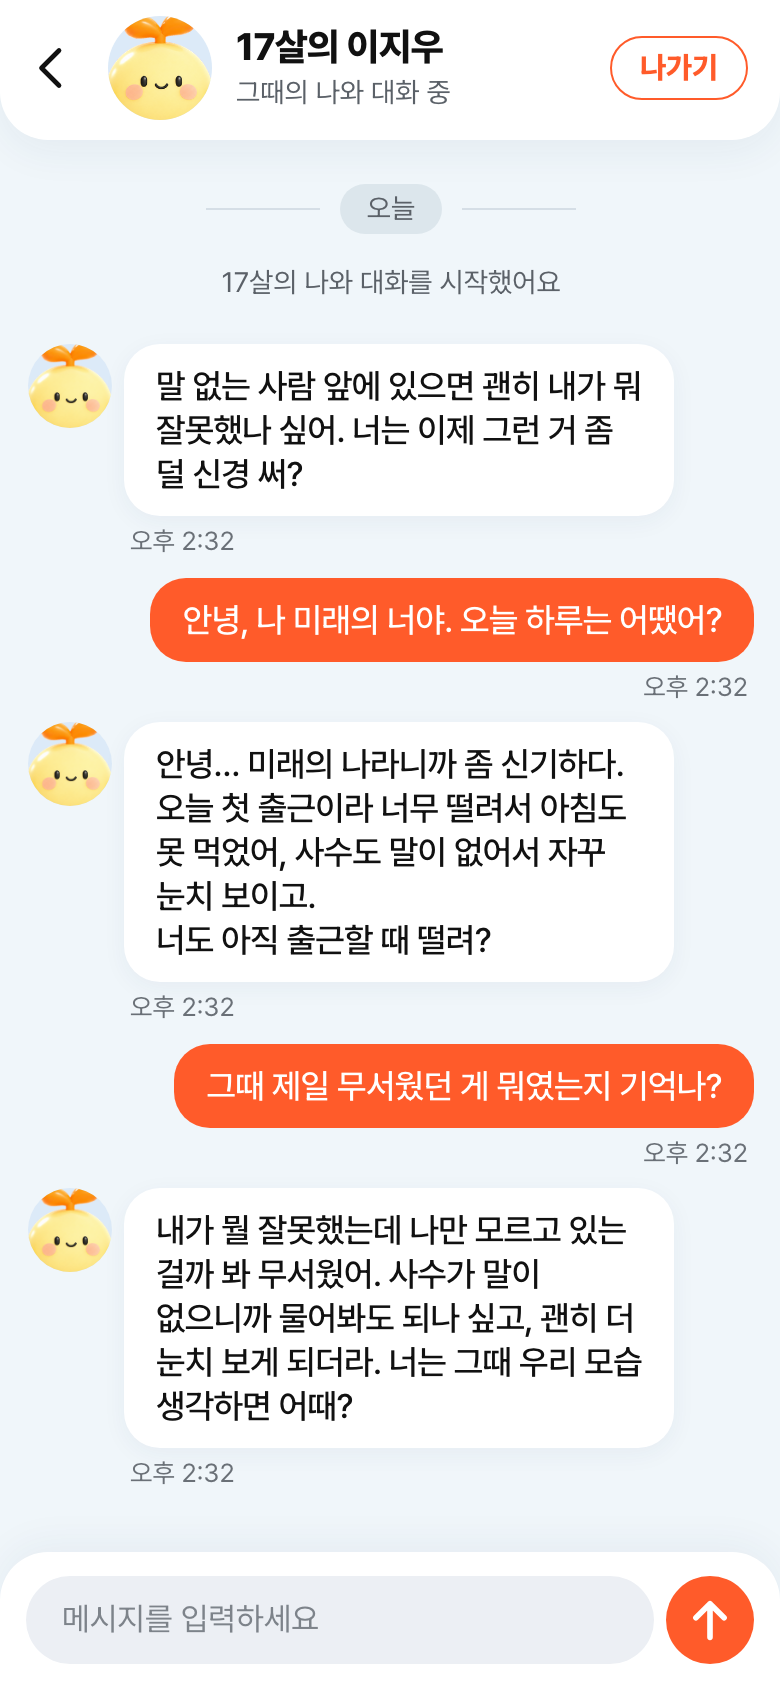 17살의 이지우
그때의 나와 대화 중
나가기
오늘
17살의 나와 대화를 시작했어요
말 없는 사람 앞에 있으면 괜히 내가 뭐
잘못했나 싶어. 너는 이제 그런 거 좀
덜 신경 써?
오후 2:32
안녕, 나 미래의 너야. 오늘 하루는 어땠어?
오후 2:32
안녕... 미래의 나라니까 좀 신기하다.
오늘 첫 출근이라 너무 떨려서 아침도
못 먹었어, 사수도 말이 없어서 자꾸
눈치 보이고.
너도 아직 출근할 때 떨려?
오후 2:32
그때 제일 무서웠던 게 뭐였는지 기억나?
오후 2:32
내가 뭘 잘못했는데 나만 모르고 있는
걸까 봐 무서웠어. 사수가 말이
없으니까 물어봐도 되나 싶고, 괜히 더
눈치 보게 되더라. 너는 그때 우리 모습
생각하면 어때?
오후 2:32
메시지를 입력하세요